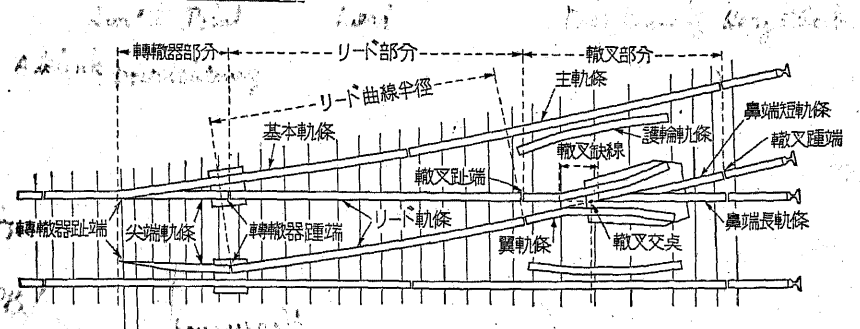 轉轍器部分
リード部分
轍叉部分
リード曲線半徑
主軌條
基本軌條
護輪軌條
鼻端短軌條
轍叉踵端
轍叉缺線
轍叉趾端
轉轍器趾端
尖端軌條
轉轍器踵端
リード軌條
翼軌條
轍叉交点
鼻端長軌條